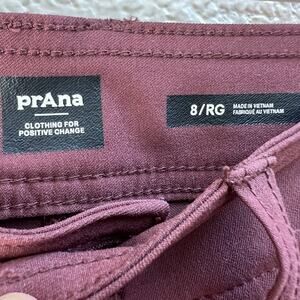 prAna
CLOTHING FOR
POSITIVE CHANGE
8/RG
MADE IN VIETNAM
FABRIQUÉ AU VIETNAM